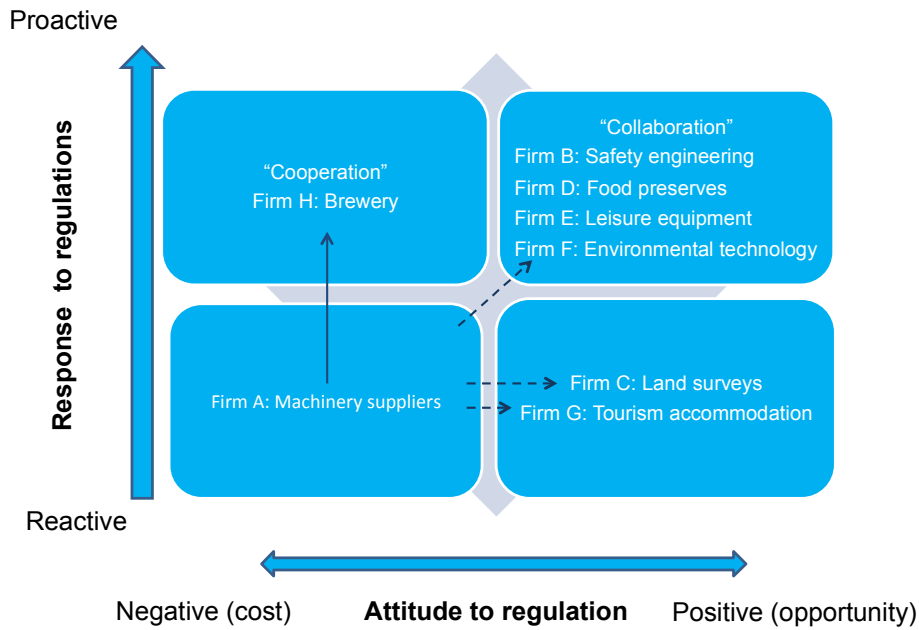 Proactive
Response to regulations
“Cooperation”
Firm H: Brewery
“Collaboration”
Firm B: Safety engineering
Firm D: Food preserves
Firm E: Leisure equipment
Firm F: Environmental technology
Firm A: Machinery suppliers
Firm C: Land surveys
Firm G: Tourism accommodation
Reactive
Negative (cost)
Attitude to regulation
Positive (opportunity)